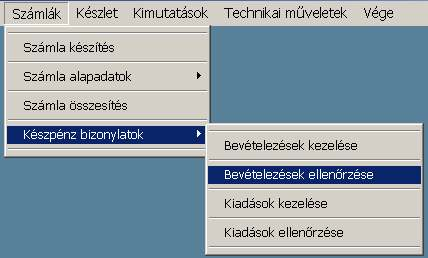 Számlák Készlet Kimutatások Technikai műveletek Vége
Számla készítés
Számla alapadatok
Számla összesítés
Készpénz bizonylatok
Bevételezések kezelése
Bevételezések ellenőrzése
Kiadások kezelése
Kiadások ellenőrzése